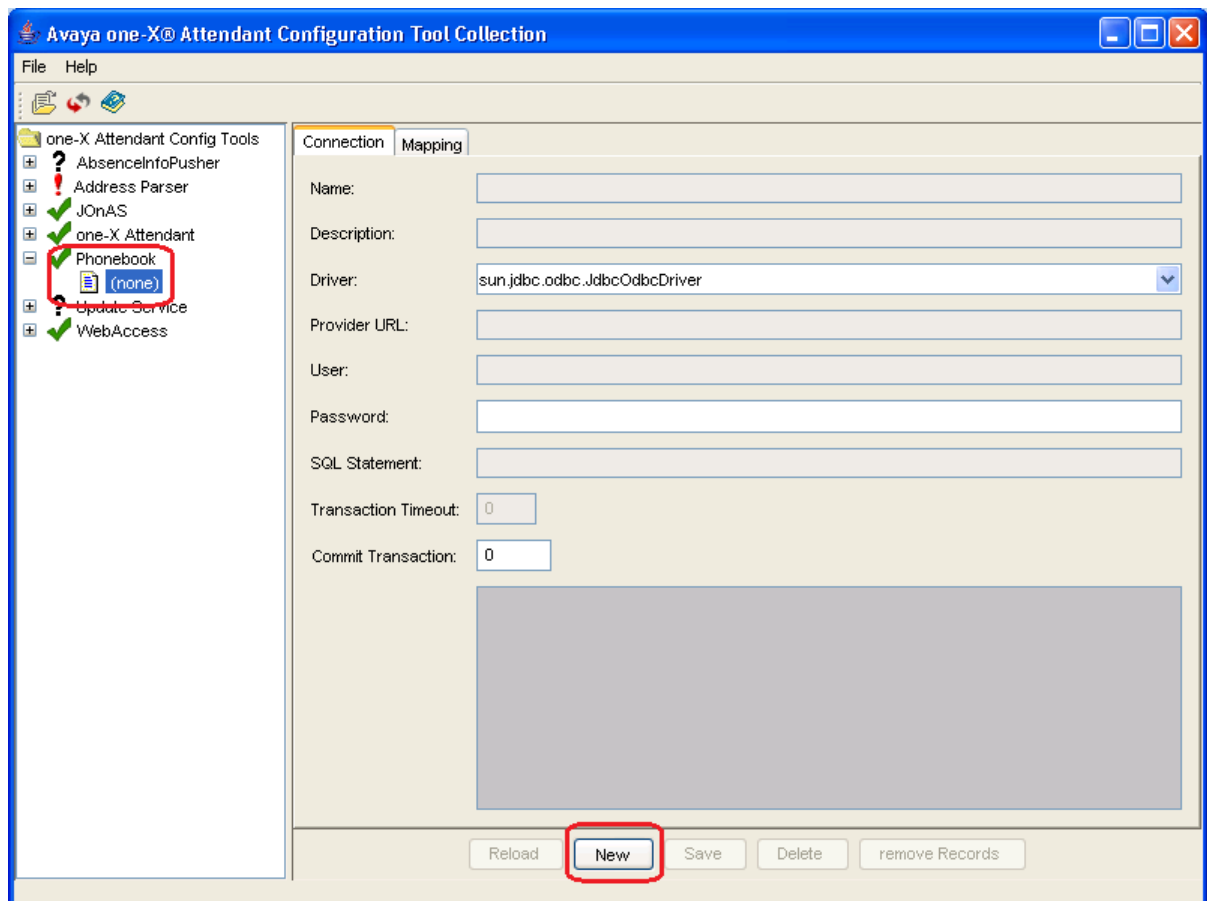 Avaya one-X® Attendant Configuration Tool Collection
File Help
one-X Attendant Config Tools
AbsenceInfoPusher
Address Parser
JOnAS
one-X Attendant
Phonebook
(none)
Update Service
WebAccess
Connection Mapping
Name:
Description:
Driver: sun.jdbc.odbc.JdbcOdbcDriver
Provider URL:
User:
Password:
SQL Statement:
Transaction Timeout: 0
Commit Transaction: 0
Reload New Save Delete remove Records